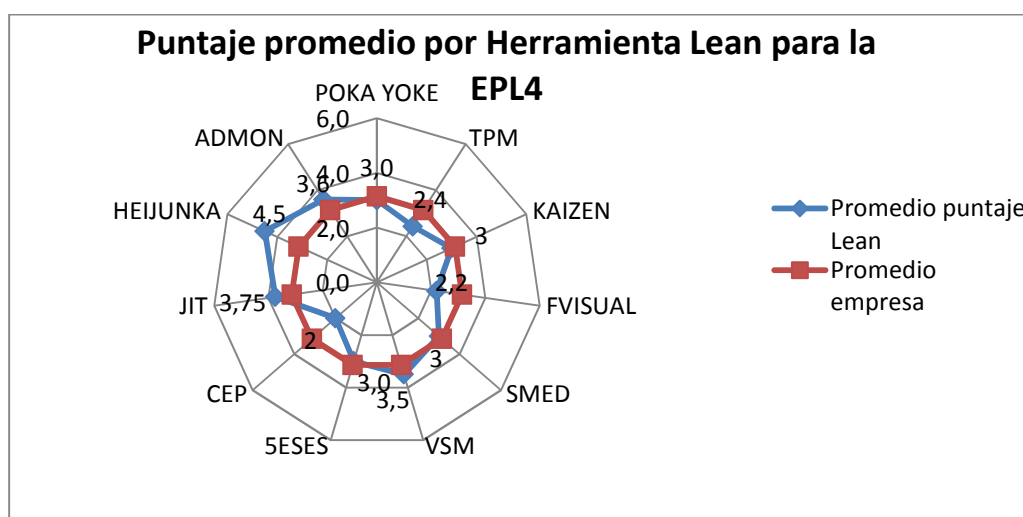 Puntaje promedio por Herramienta Lean para la
EPL4
POKA YOKE
TPM
KAIZEN
FVISUAL
SMED
VSM
5ESES
CEP
JIT
HEIJUNKA
ADMON
6,0
4,0
2,0
0,0
3,0
2,4
3
2,2
3
3,5
3,0
2
3,75
4,5
3,6
Promedio puntaje
Lean
Promedio
empresa